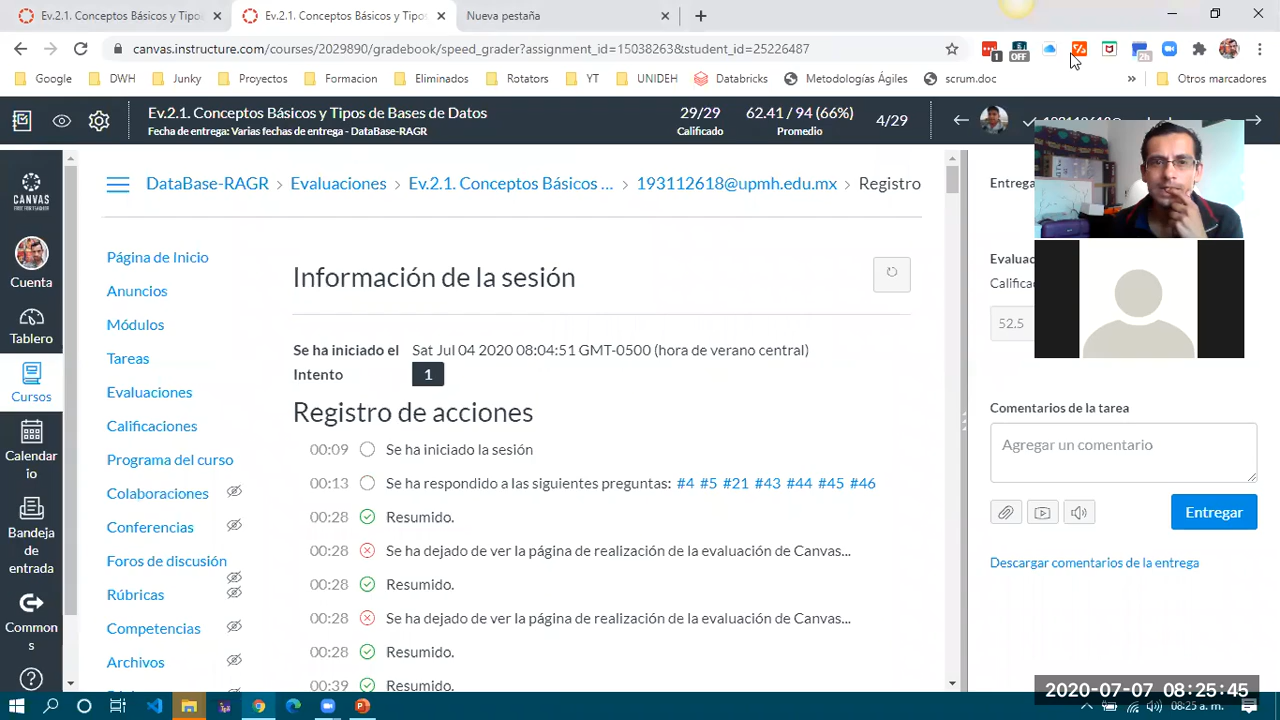 Ev.2.1. Conceptos Básicos y Tipos
Ev.2.1. Conceptos Básicos y Tipos
Nueva pestaña
canvas.instructure.com/courses/2029890/gradebook/speed_grader?assignment_id=15038263&student_id=25226487
1
OFF
2h
Google
DWH
Junky
Proyectos
Formacion
Eliminados
Rotators
YT
UNIDEH
Databricks
Metodologías Ágiles
scrum.doc
»
Otros marcadores
Ev.2.1. Conceptos Básicos y Tipos de Bases de Datos
Fecha de entrega: Varias fechas de entrega - DataBase-RAGR
29/29
Calificado
62.41 / 94 (66%)
Promedio
4/29
CANVAS
Cuenta
Tablero
Cursos
Calendar
io
Bandeja
de
entrada
Common
s
DataBase-RAGR > Evaluaciones > Ev.2.1. Conceptos Básicos ... > 193112618@upmh.edu.mx > Registro
Página de Inicio
Anuncios
Módulos
Tareas
Evaluaciones
Calificaciones
Programa del curso
Colaboraciones
Conferencias
Foros de discusión
Rúbricas
Competencias
Archivos
Información de la sesión
Se ha iniciado el Sat Jul 04 2020 08:04:51 GMT-0500 (hora de verano central)
Intento 1
Registro de acciones
00:09 Se ha iniciado la sesión
00:13 Se ha respondido a las siguientes preguntas: #4 #5 #21 #43 #44 #45 #46
00:28 Resumido.
00:28 Se ha dejado de ver la página de realización de la evaluación de Canvas...
00:28 Resumido.
00:28 Se ha dejado de ver la página de realización de la evaluación de Canvas...
00:28 Resumido.
00:39 Resumido.
Entrega
Evaluac
Calificac
52.5
Comentarios de la tarea
Agregar un comentario
Entregar
Descargar comentarios de la entrega
2020-07-07 08:25:45
08:25 a. m.